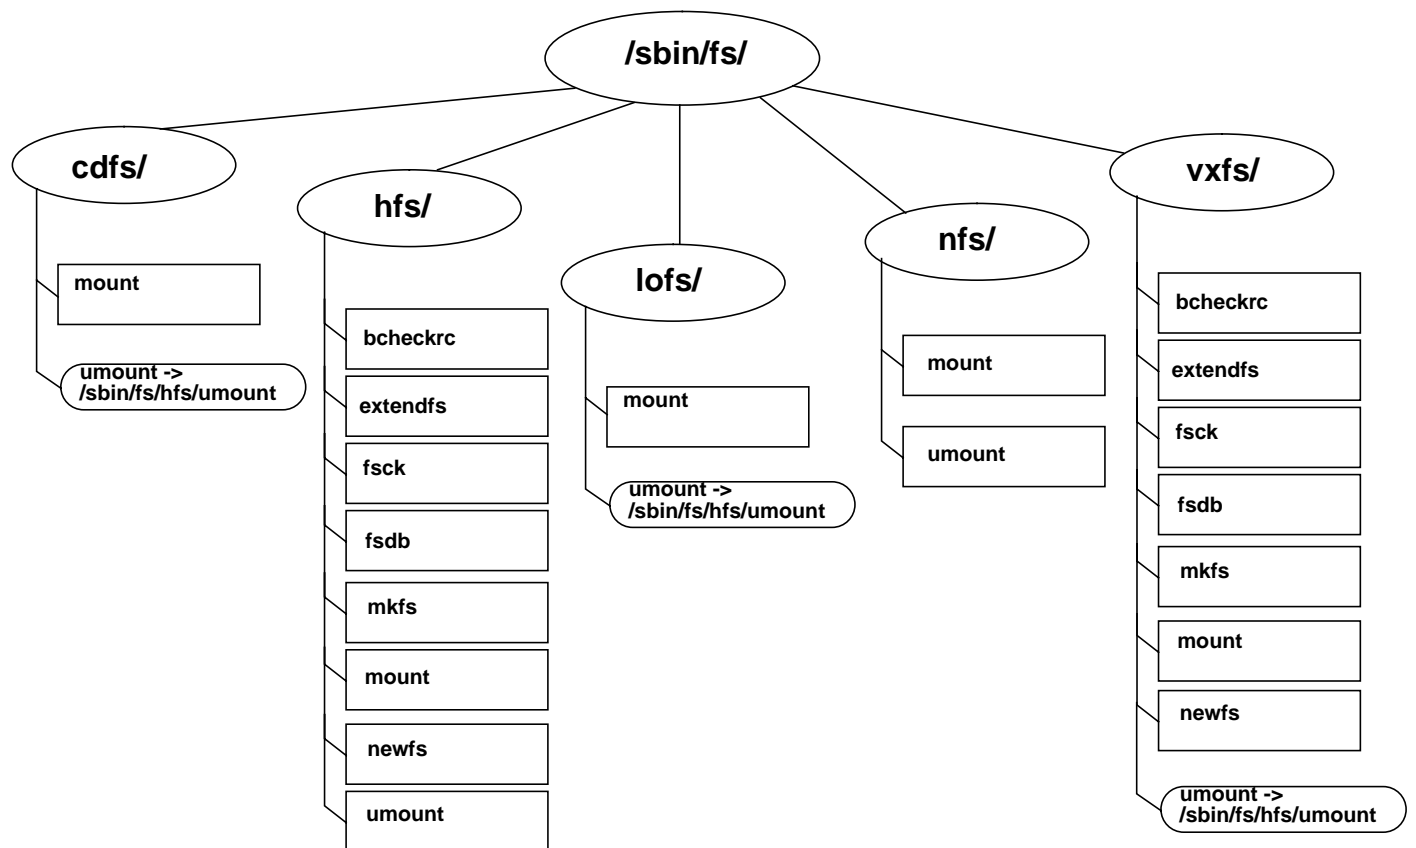 /sbin/fs/
cdfs/
mount
umount ->
/sbin/fs/hfs/umount
hfs/
bcheckrc
extendfs
fsck
fsdb
mkfs
mount
newfs
umount
lofs/
mount
umount ->
/sbin/fs/hfs/umount
nfs/
mount
umount
vxfs/
bcheckrc
extendfs
fsck
fsdb
mkfs
mount
newfs
umount ->
/sbin/fs/hfs/umount